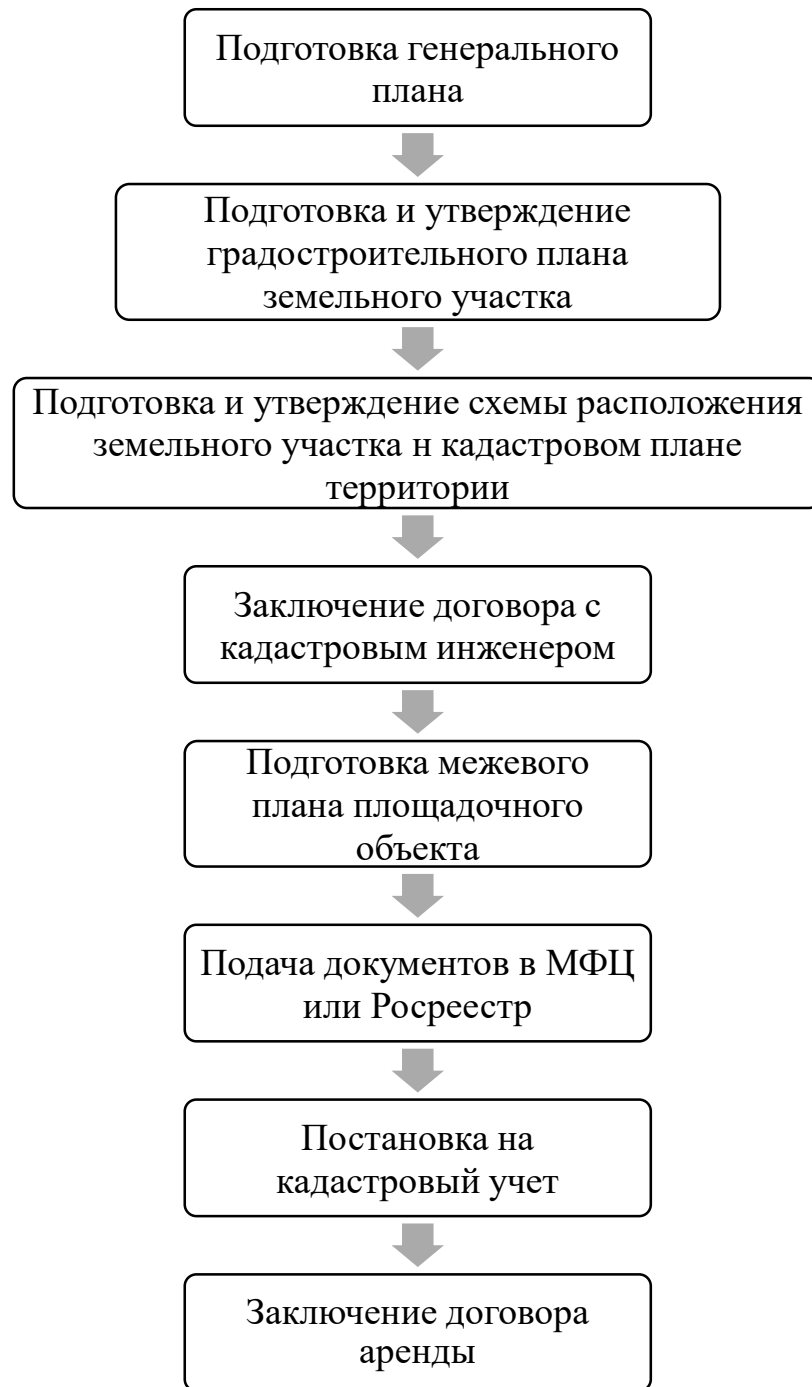 Подготовка генерального
плана
Подготовка и утверждение
градостроительного плана
земельного участка
Подготовка и утверждение схемы расположения
земельного участка н кадастровом плане
территории
Заключение договора с
кадастровым инженером
Подготовка межевого
плана площадочного
объекта
Подача документов в МФЦ
или Росреестр
Постановка на
кадастровый учет
Заключение договора
аренды